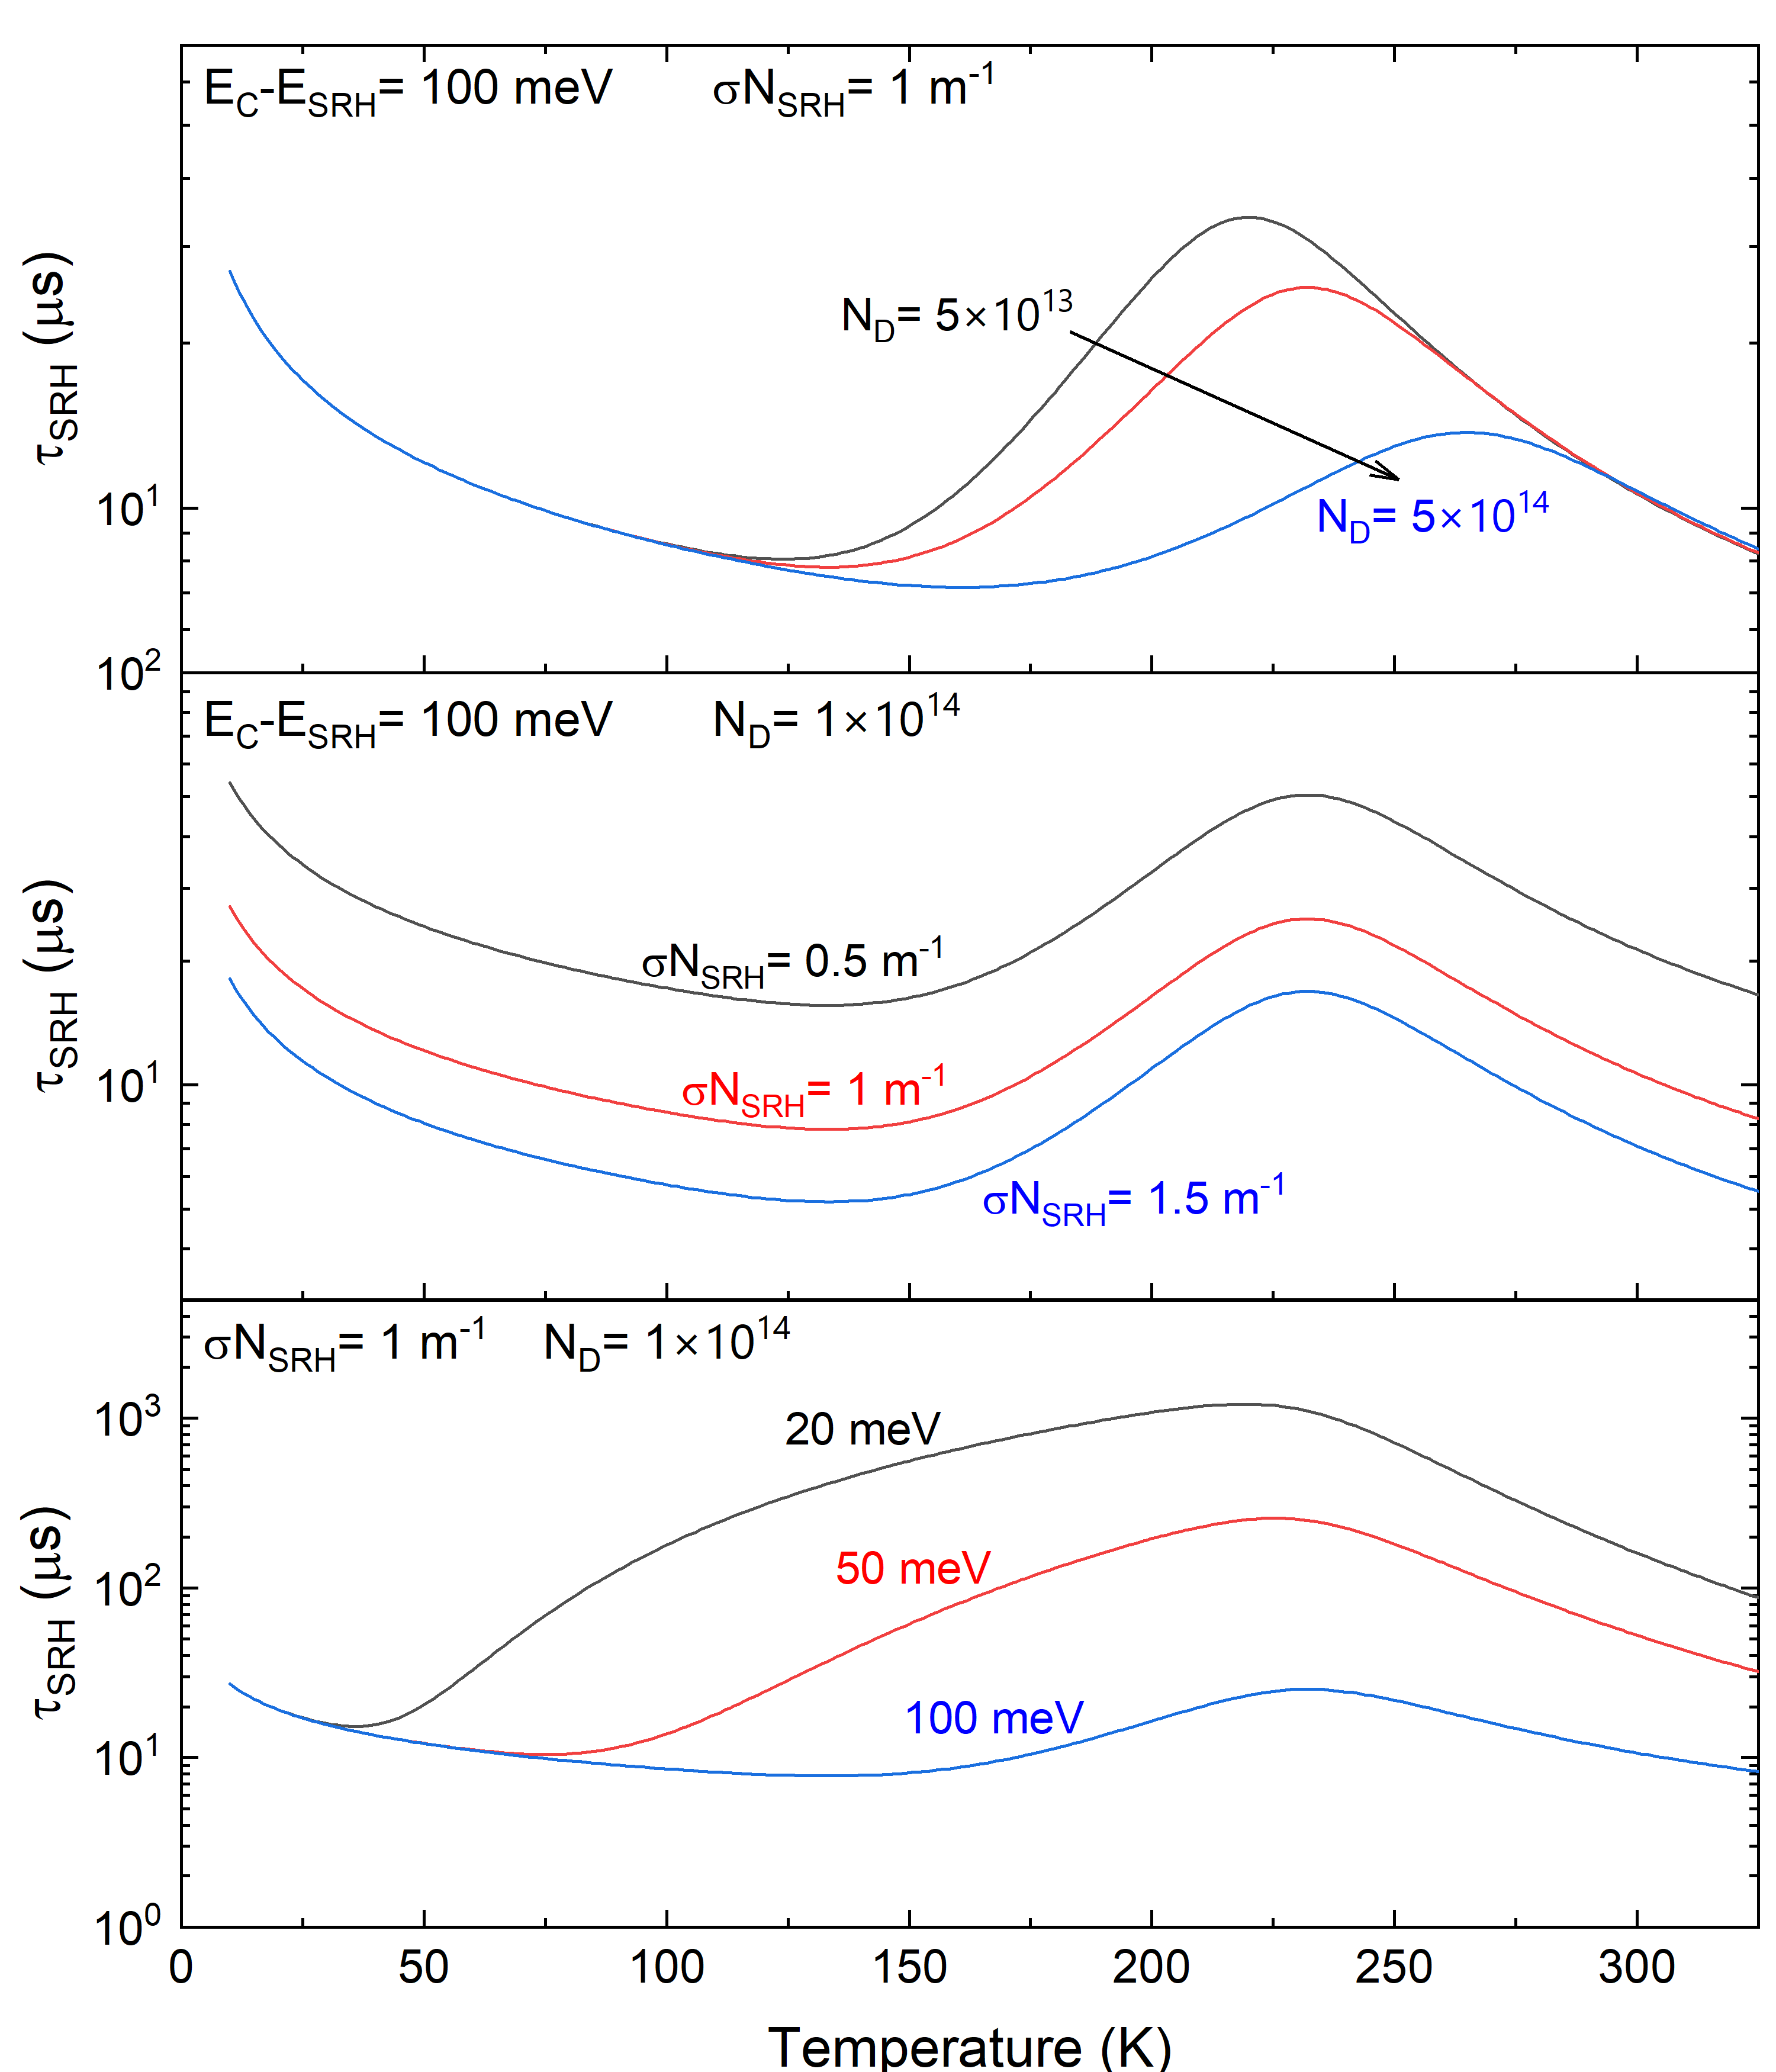 E_C-E_SRH= 100 meV σN_SRH= 1 m^-1
τ_SRH (μs)
N_D= 5×10^13
N_D= 5×10^14
10^1
10^2
E_C-E_SRH= 100 meV N_D= 1×10^14
τ_SRH (μs)
σN_SRH= 0.5 m^-1
10^1
σN_SRH= 1 m^-1
σN_SRH= 1.5 m^-1
σN_SRH= 1 m^-1 N_D= 1×10^14
10^3
20 meV
τ_SRH (μs)
10^2
50 meV
100 meV
10^1
10^0
0 50 100 150 200 250 300
Temperature (K)